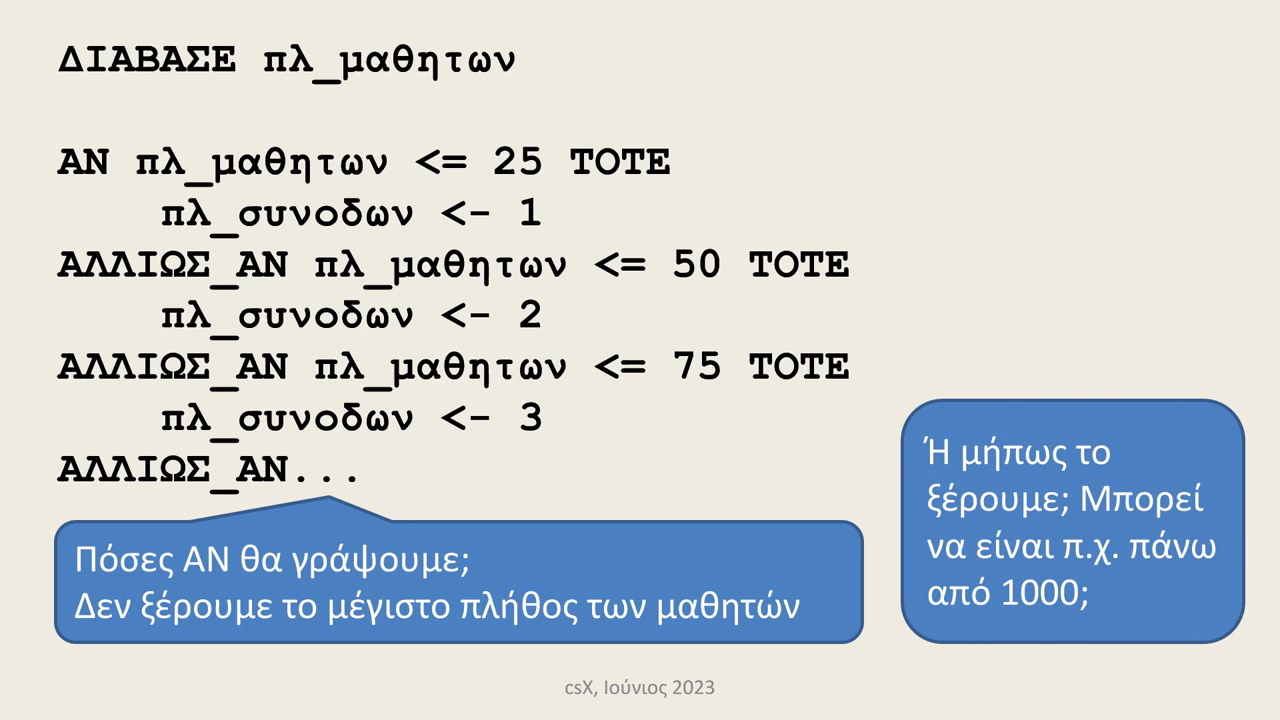 ΔΙΑΒΑΣΕ πλ_μαθητων
ΑΝ πλ_μαθητων <= 25 ΤΟΤΕ
πλ_συνοδων <- 1
ΑΛΛΙΩΣ_ΑΝ πλ_μαθητων <= 50 ΤΟΤΕ
πλ_συνοδων <- 2
ΑΛΛΙΩΣ_ΑΝ πλ_μαθητων <= 75 ΤΟΤΕ
πλ_συνοδων <- 3
ΑΛΛΙΩΣ_ΑΝ...
Πόσες ΑΝ θα γράψουμε;
Δεν ξέρουμε το μέγιστο πλήθος των μαθητών
Ή μήπως το
ξέρουμε; Μπορεί
να είναι π.χ. πάνω
από 1000;
csX, Ιούνιος 2023